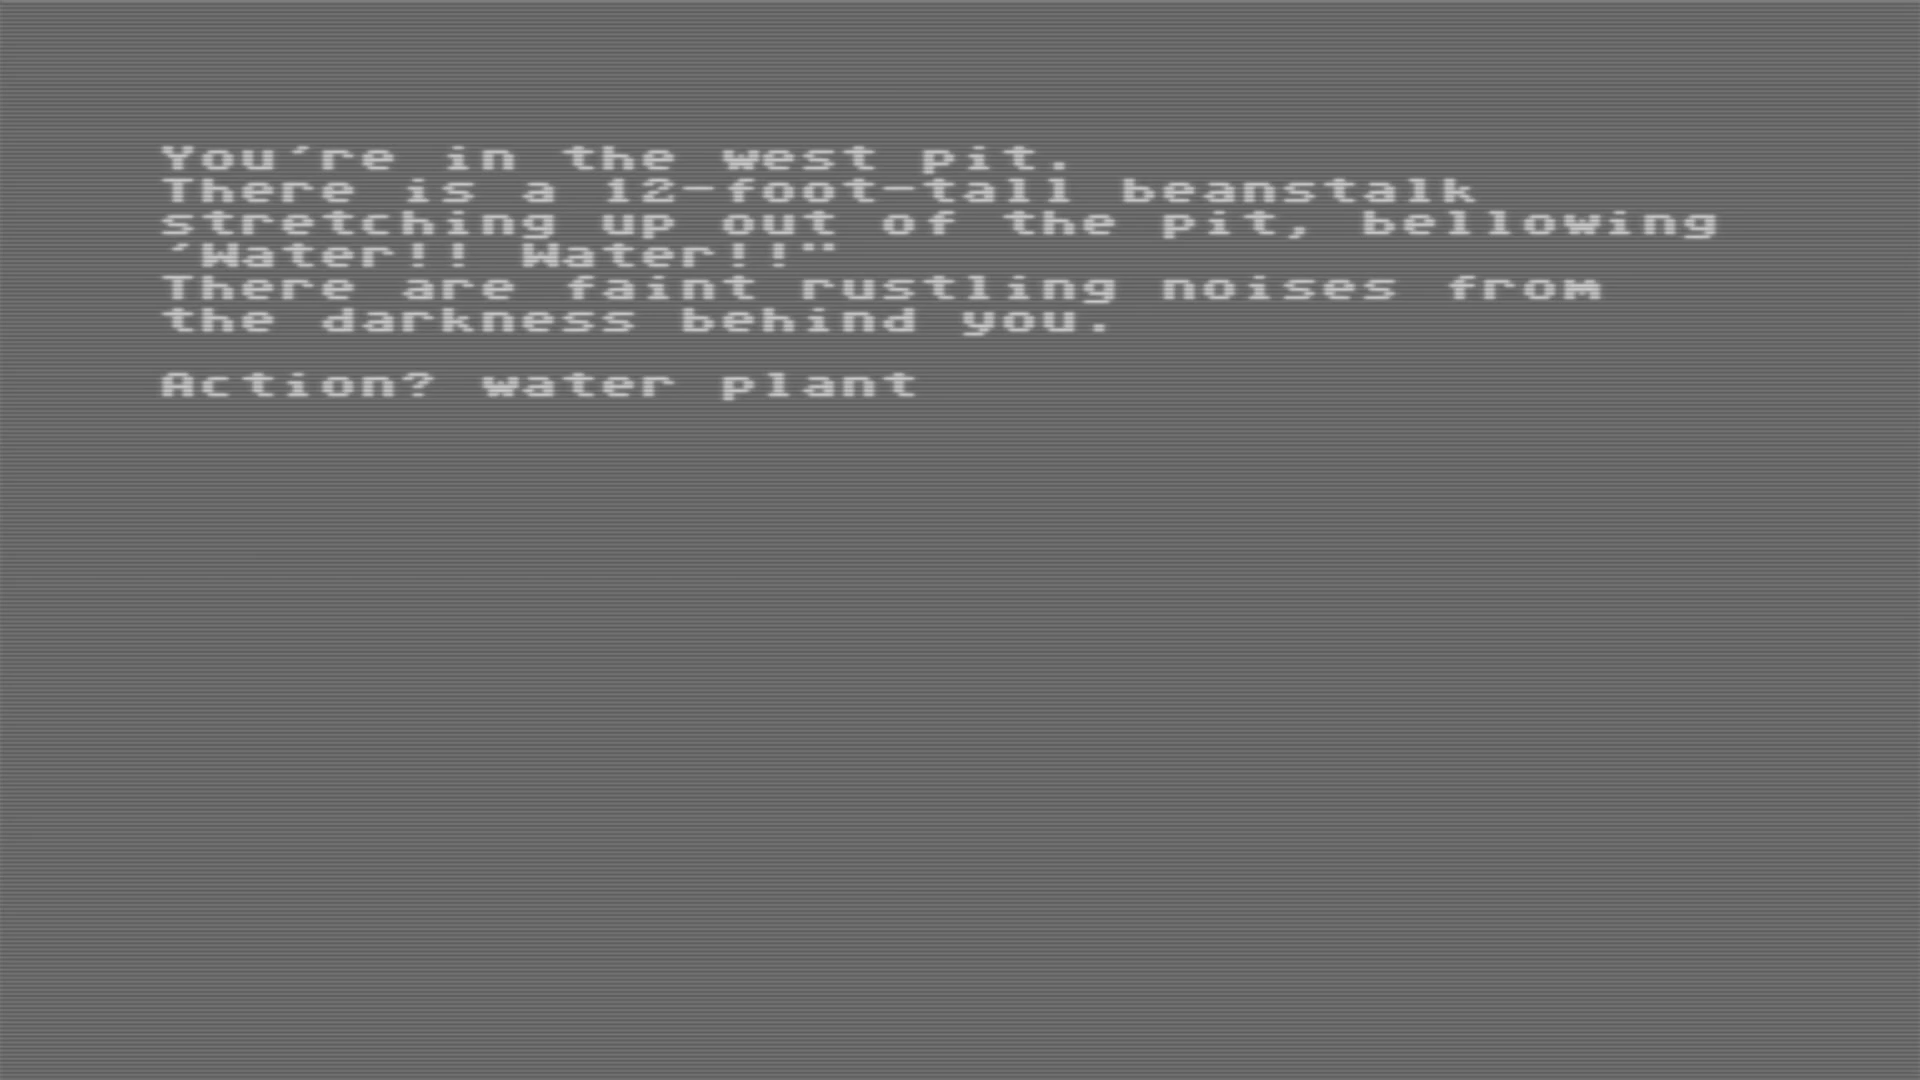 You're in the west pit.
There is a 12-foot-tall beanstalk
stretching up out of the pit, bellowing
'Water!! Water!!"
There are faint rustling noises from
the darkness behind you.
Action? water plant